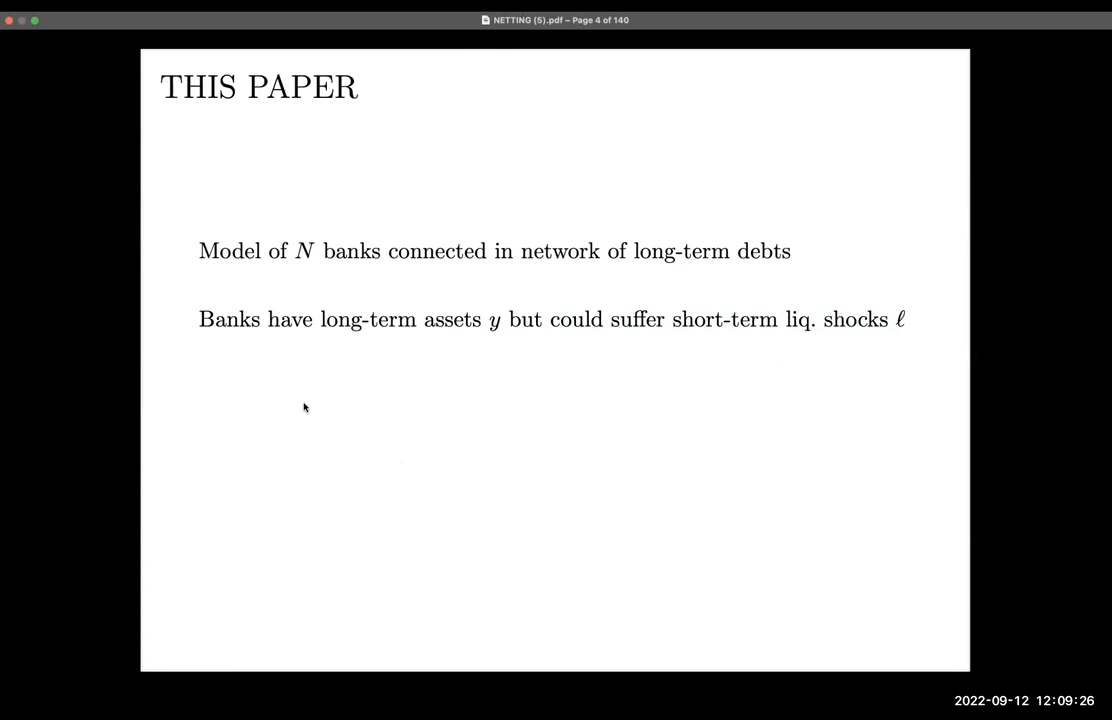 NETTING (5).pdf – Page 4 of 140
THIS PAPER
Model of N banks connected in network of long-term debts
Banks have long-term assets y but could suffer short-term liq. shocks ℓ
2022-09-12 12:09:26